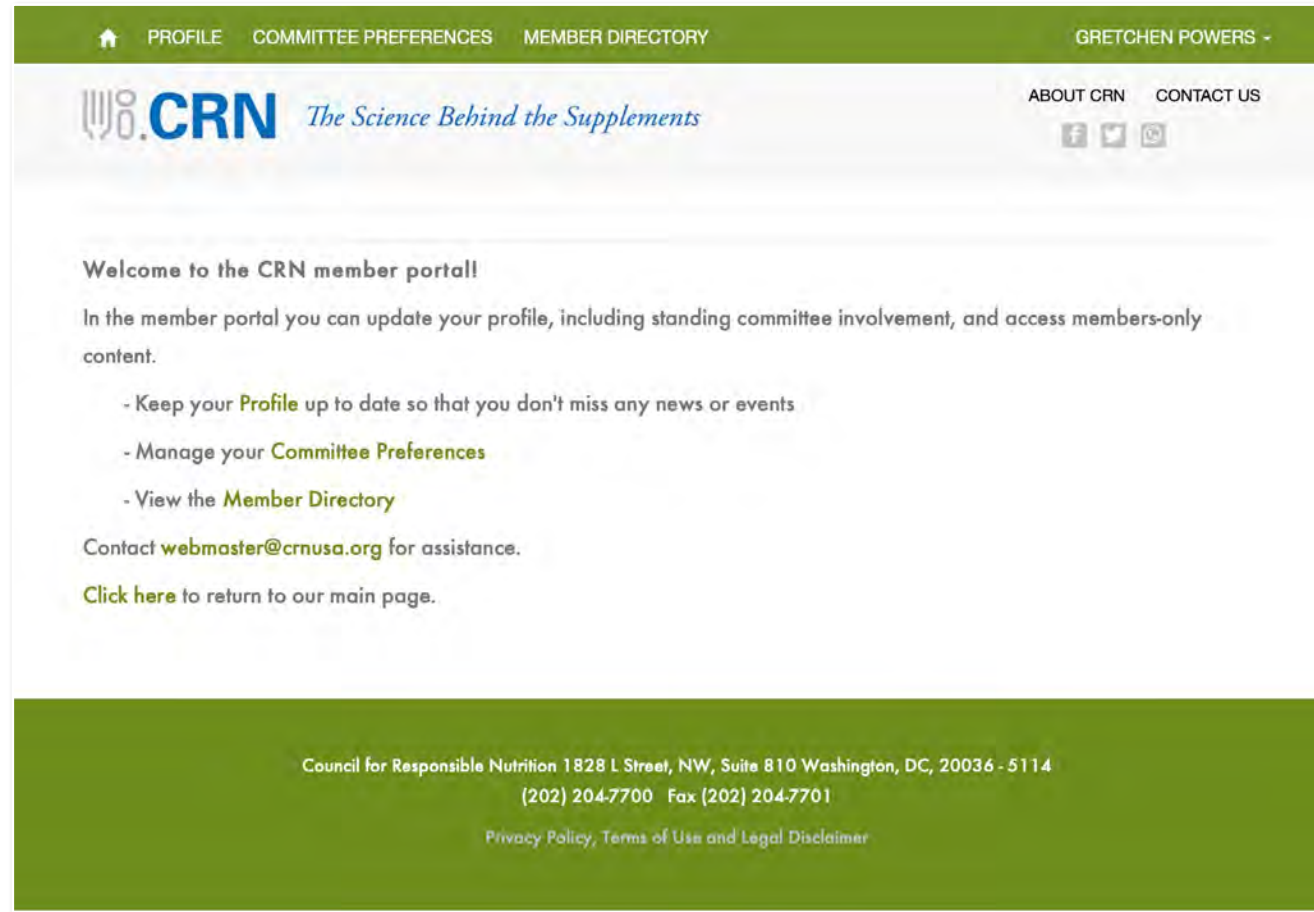 PROFILE COMMITTEE PREFERENCES MEMBER DIRECTORY GRETCHEN POWERS
.CRN The Science Behind the Supplements
ABOUT CRN CONTACT US
Welcome to the CRN member portal!
In the member portal you can update your profile, including standing committee involvement, and access members-only
content.
- Keep your Profile up to date so that you don't miss any news or events
- Manage your Committee Preferences
- View the Member Directory
Contact webmaster@crnusa.org for assistance.
Click here to return to our main page.
Council for Responsible Nutrition 1828 L Street, NW, Suite 810 Washington, DC, 20036 - 5114
(202) 204-7700 Fax (202) 204-7701
Privacy Policy, Terms of Use and Legal Disclaimer